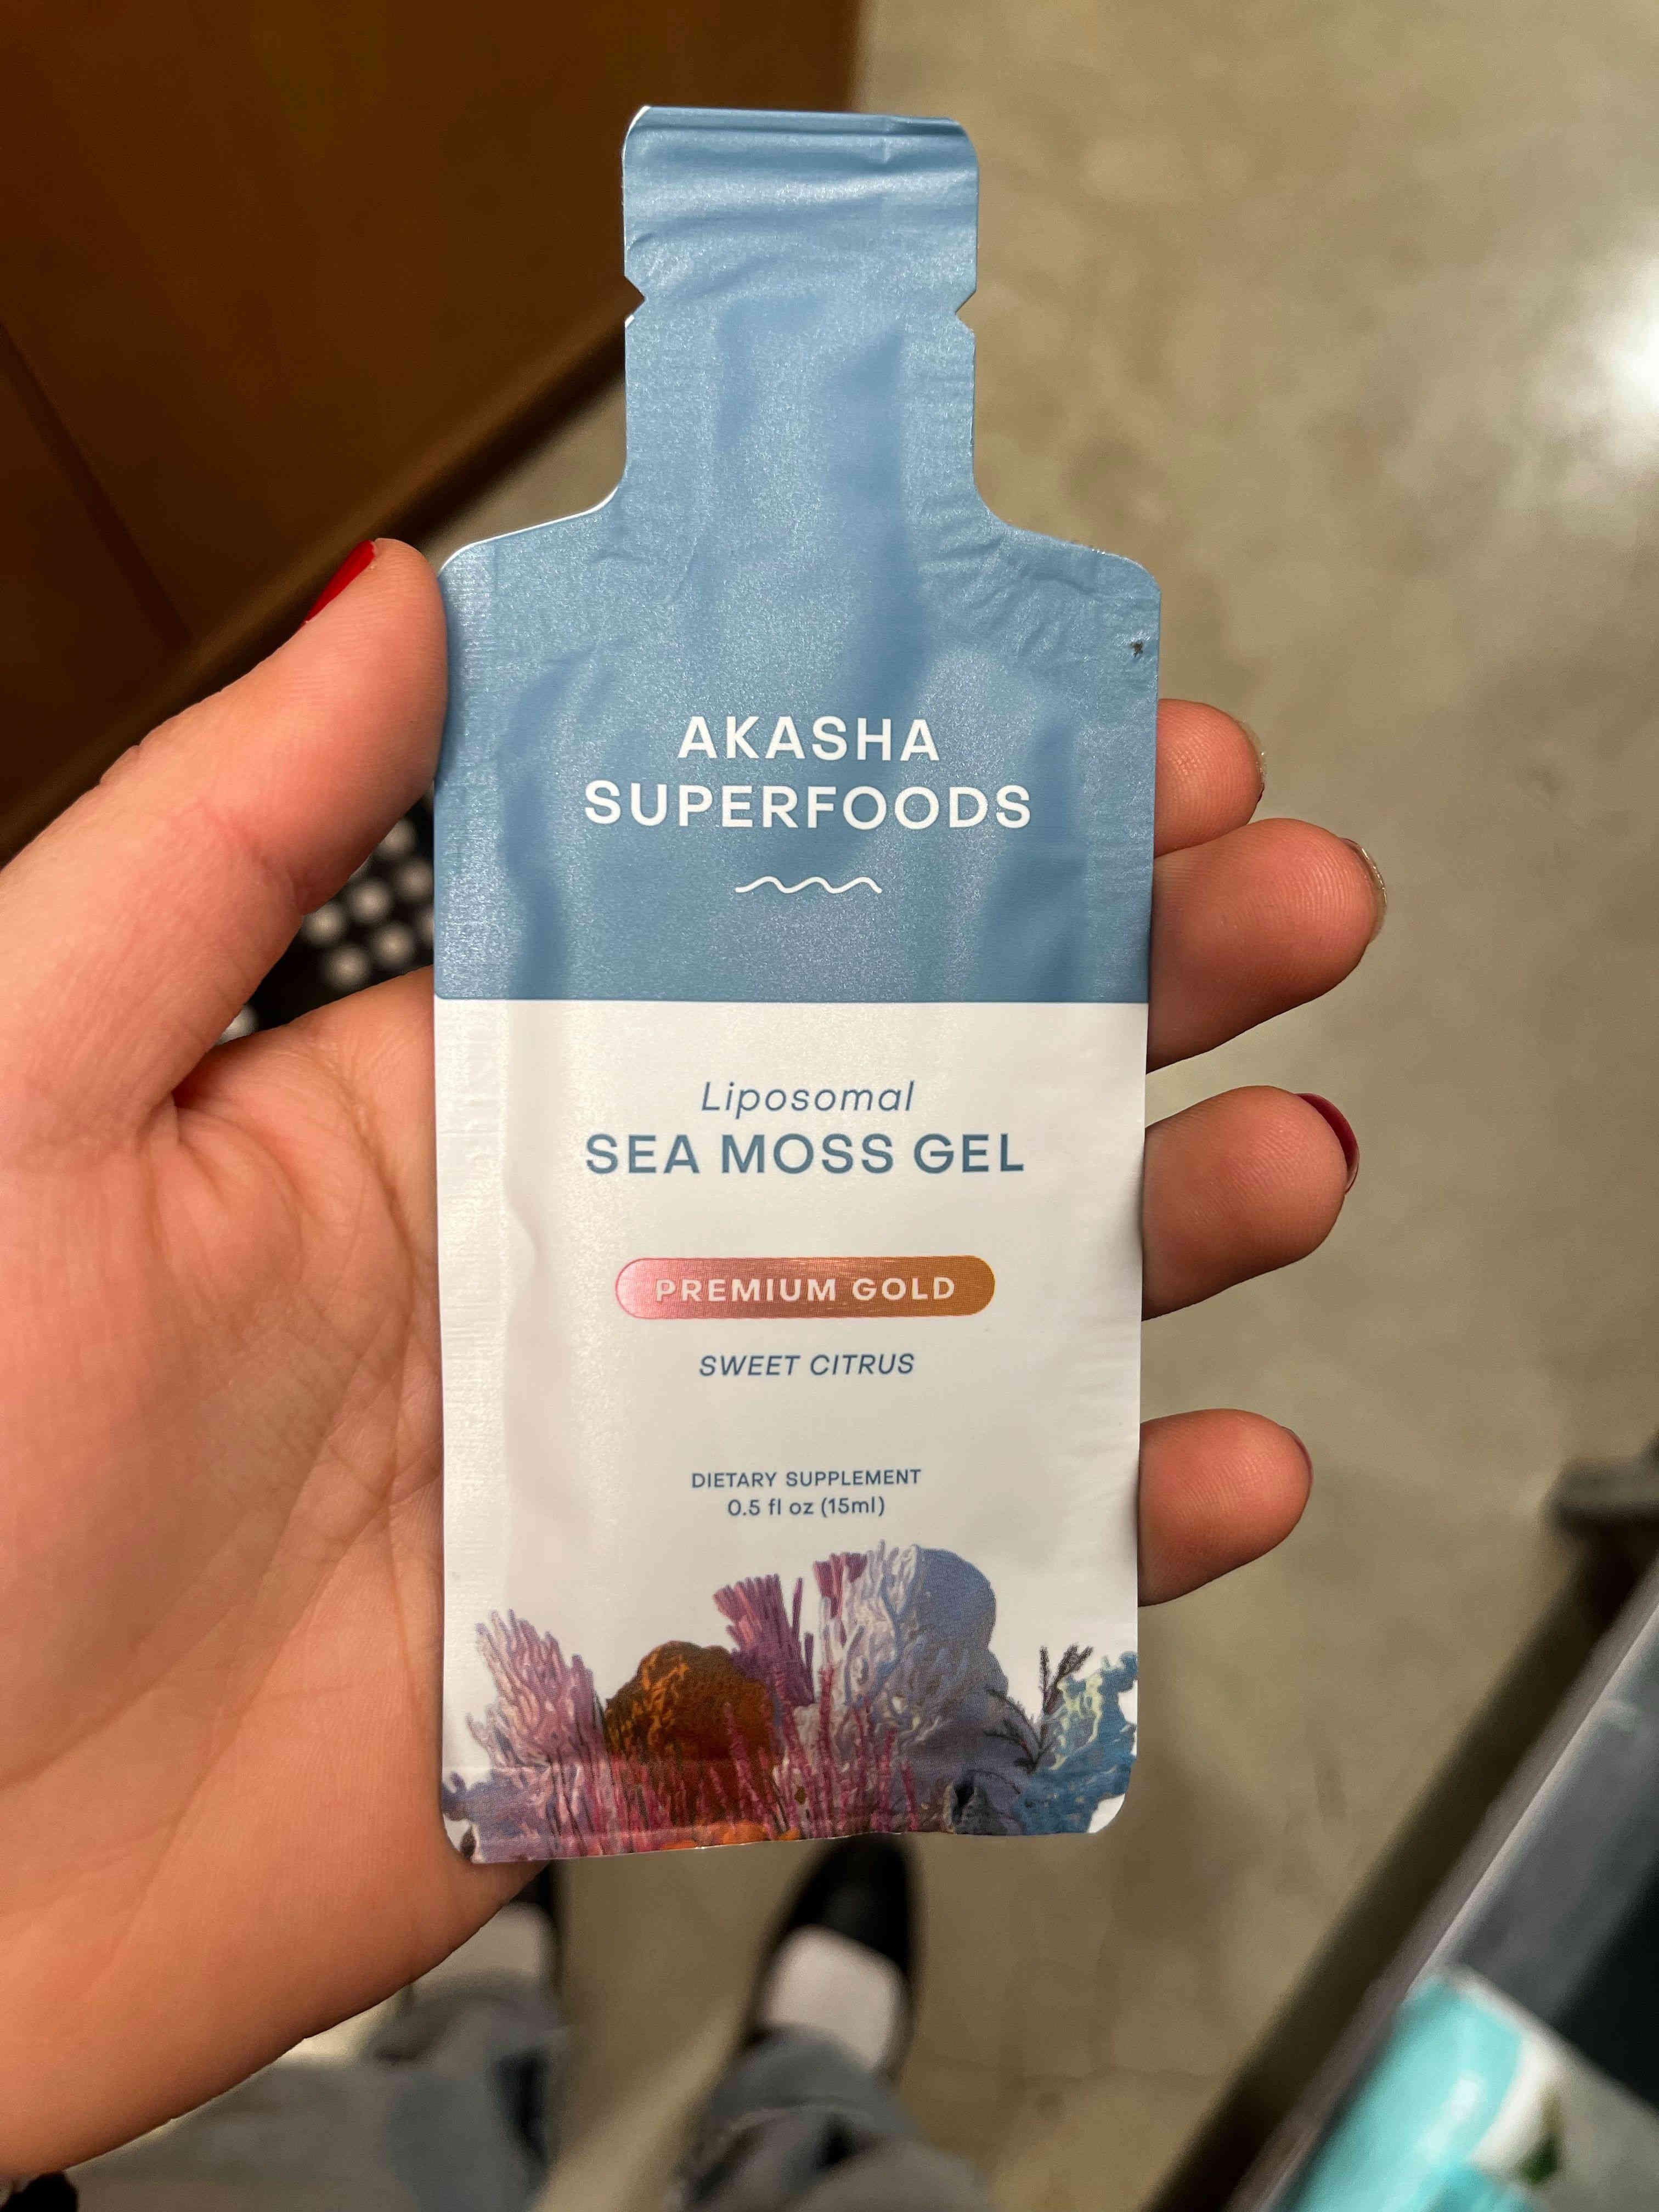 AKASHA
SUPERFOODS
Liposomal
SEA MOSS GEL
PREMIUM GOLD
SWEET CITRUS
DIETARY SUPPLEMENT
0.5 fl oz (15ml)